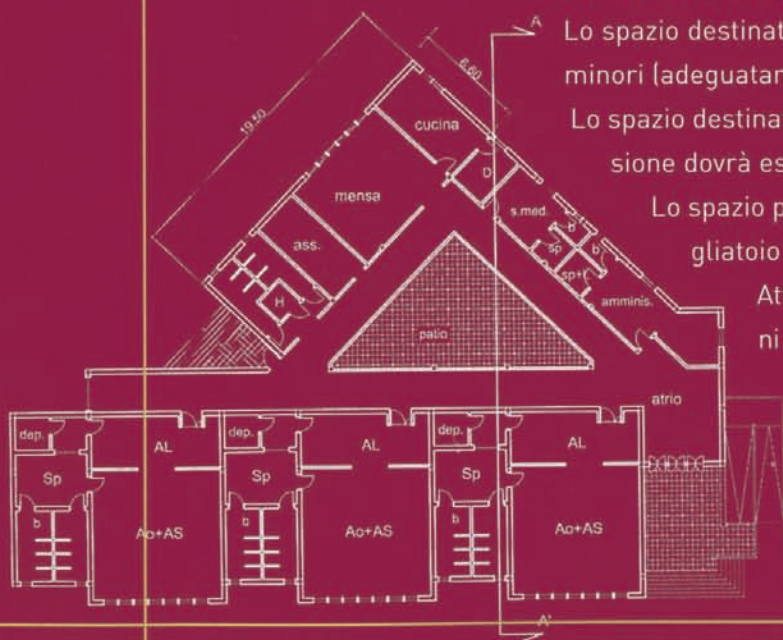 Lo spazio destinat
minori (adeguatan
Lo spazio destina
sione dovrà es
Lo spazio p
gliatoio
At
ni
A
6,60
19,50
cucina
D
mensa
s.med.
b
b
ass.
sp
sp+t
H
amminis.
patio
atrio
dep.
AL
dep.
AL
dep.
AL
Sp
Sp
Sp
b
Ao+AS
b
Ao+AS
b
Ao+AS
A'